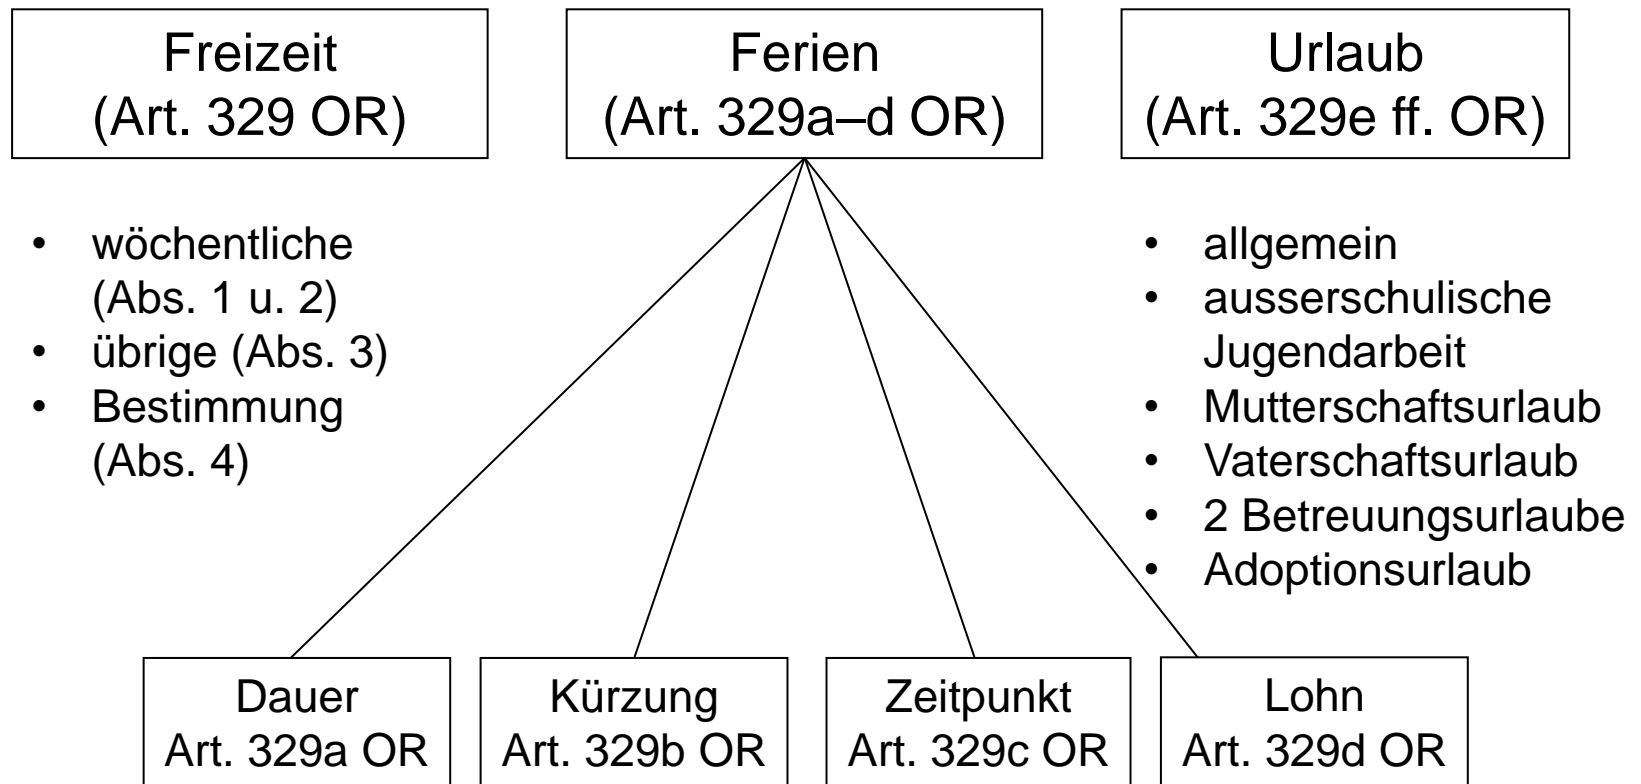 Freizeit
(Art. 329 OR)
Ferien
(Art. 329a–d OR)
Urlaub
(Art. 329e ff. OR)
• wöchentliche
(Abs. 1 u. 2)
• übrige (Abs. 3)
• Bestimmung
(Abs. 4)
• allgemein
• ausserschulische
Jugendarbeit
• Mutterschaftsurlaub
• Vaterschaftsurlaub
• 2 Betreuungsurlaube
• Adoptionsurlaub
Dauer
Art. 329a OR
Kürzung
Art. 329b OR
Zeitpunkt
Art. 329c OR
Lohn
Art. 329d OR